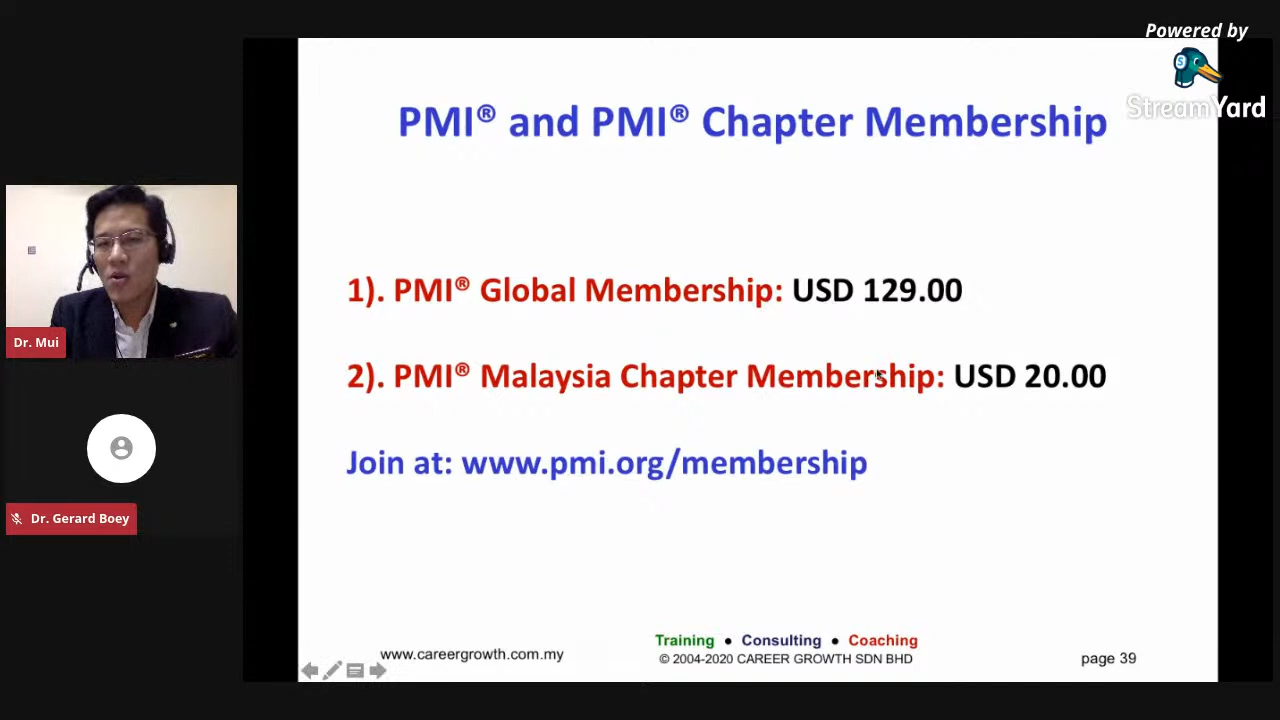 Powered by
StreamYard
PMI® and PMI® Chapter Membership
1). PMI® Global Membership: USD 129.00
2). PMI® Malaysia Chapter Membership: USD 20.00
Join at: www.pmi.org/membership
Dr. Mui
Dr. Gerard Boey
www.careergrowth.com.my
Training ● Consulting ● Coaching
© 2004-2020 CAREER GROWTH SDN BHD
page 39